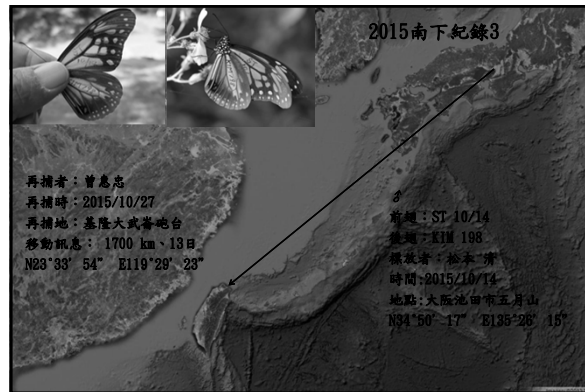 2015南下紀錄3
再捕者：曾惠忠
再捕時：2015/10/27
再捕地：基隆大武崙砲台
移動訊息： 1700 km、13日
N23°33′ 54″ E119°29′ 23″
♂
前翅：ST 10/14
後翅：KIM 198
標放者：松本 清
時間:2015/10/14
地點:大阪池田市五月山
N34°50′ 17″ E135°26′ 15″